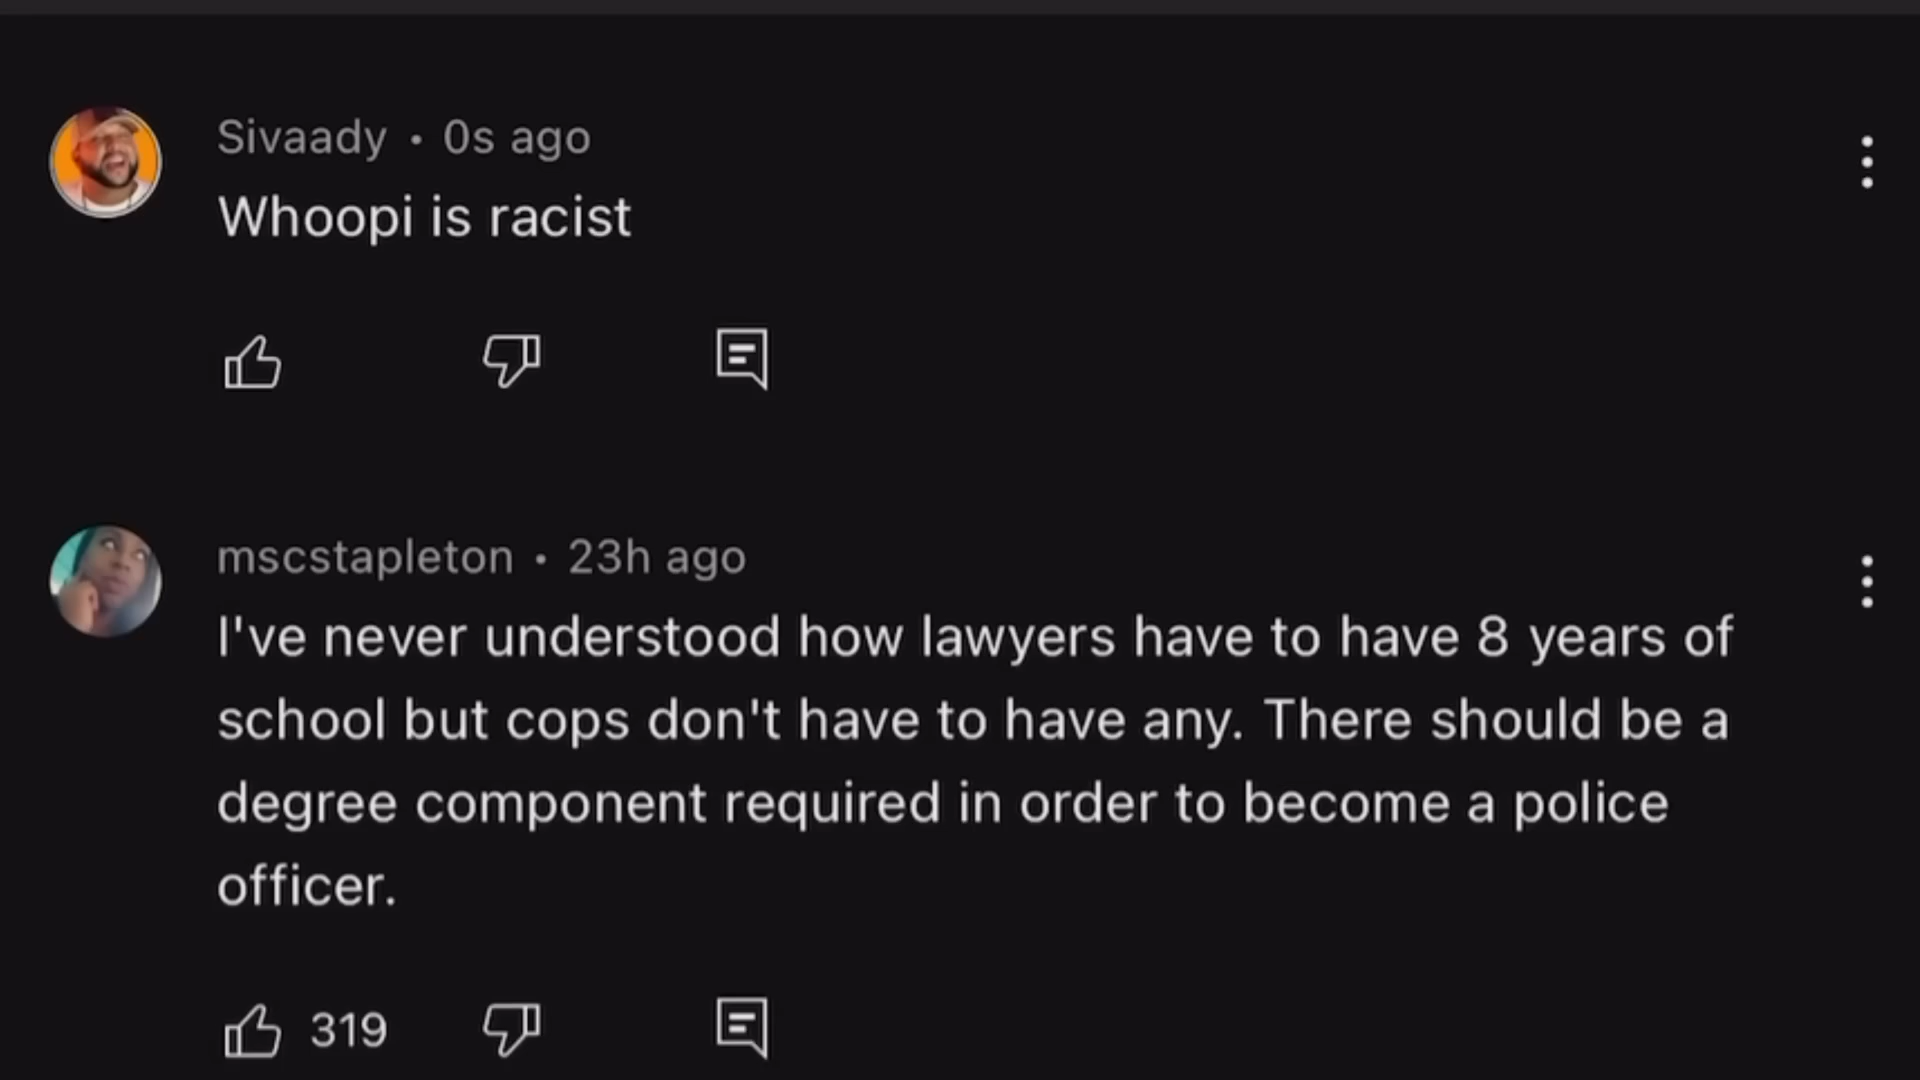 Sivaady • 0s ago
Whoopi is racist
mscstapleton • 23h ago
I've never understood how lawyers have to have 8 years of
school but cops don't have to have any. There should be a
degree component required in order to become a police
officer.
319